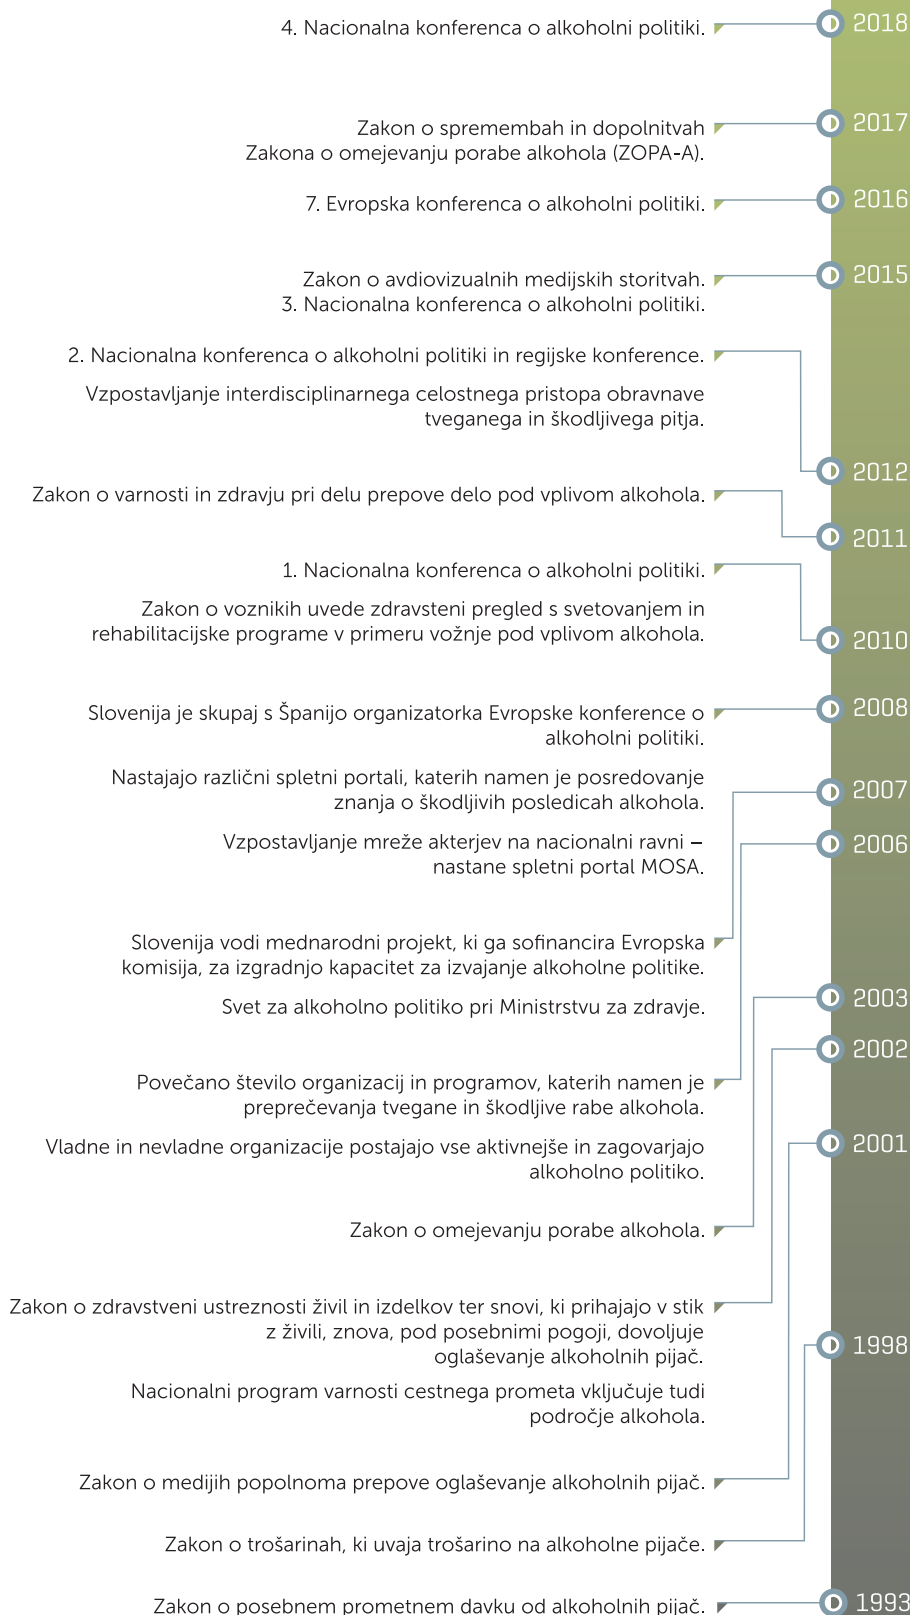 4. Nacionalna konferenca o alkoholni politiki.
2018
Zakon o spremembah in dopolnitvah
Zakona o omejevanju porabe alkohola (ZOPA-A).
2017
7. Evropska konferenca o alkoholni politiki.
2016
Zakon o avdiovizualnih medijskih storitvah.
3. Nacionalna konferenca o alkoholni politiki.
2015
2. Nacionalna konferenca o alkoholni politiki in regijske konference.
Vzpostavljanje interdisciplinarnega celostnega pristopa obravnave
tveganega in škodljivega pitja.
2012
Zakon o varnosti in zdravju pri delu prepove delo pod vplivom alkohola.
2011
1. Nacionalna konferenca o alkoholni politiki.
Zakon o voznikih uvede zdravsteni pregled s svetovanjem in
rehabilitacijske programe v primeru vožnje pod vplivom alkohola.
2010
Slovenija je skupaj s Španijo organizatorka Evropske konference o
alkoholni politiki.
2008
Nastajajo različni spletni portali, katerih namen je posredovanje
znanja o škodljivih posledicah alkohola.
2007
Vzpostavljanje mreže akterjev na nacionalni ravni –
nastane spletni portal MOSA.
2006
Slovenija vodi mednarodni projekt, ki ga sofinancira Evropska
komisija, za izgradnjo kapacitet za izvajanje alkoholne politike.
Svet za alkoholno politiko pri Ministrstvu za zdravje.
2003
2002
Povečano število organizacij in programov, katerih namen je
preprečevanja tvegane in škodljive rabe alkohola.
Vladne in nevladne organizacije postajajo vse aktivnejše in zagovarjajo
alkoholno politiko.
2001
Zakon o omejevanju porabe alkohola.
Zakon o zdravstveni ustreznosti živil in izdelkov ter snovi, ki prihajajo v stik
z živili, znova, pod posebnimi pogoji, dovoljuje
oglaševanje alkoholnih pijač.
1998
Nacionalni program varnosti cestnega prometa vključuje tudi
področje alkohola.
Zakon o medijih popolnoma prepove oglaševanje alkoholnih pijač.
Zakon o trošarinah, ki uvaja trošarino na alkoholne pijače.
Zakon o posebnem prometnem davku od alkoholnih pijač.
1993